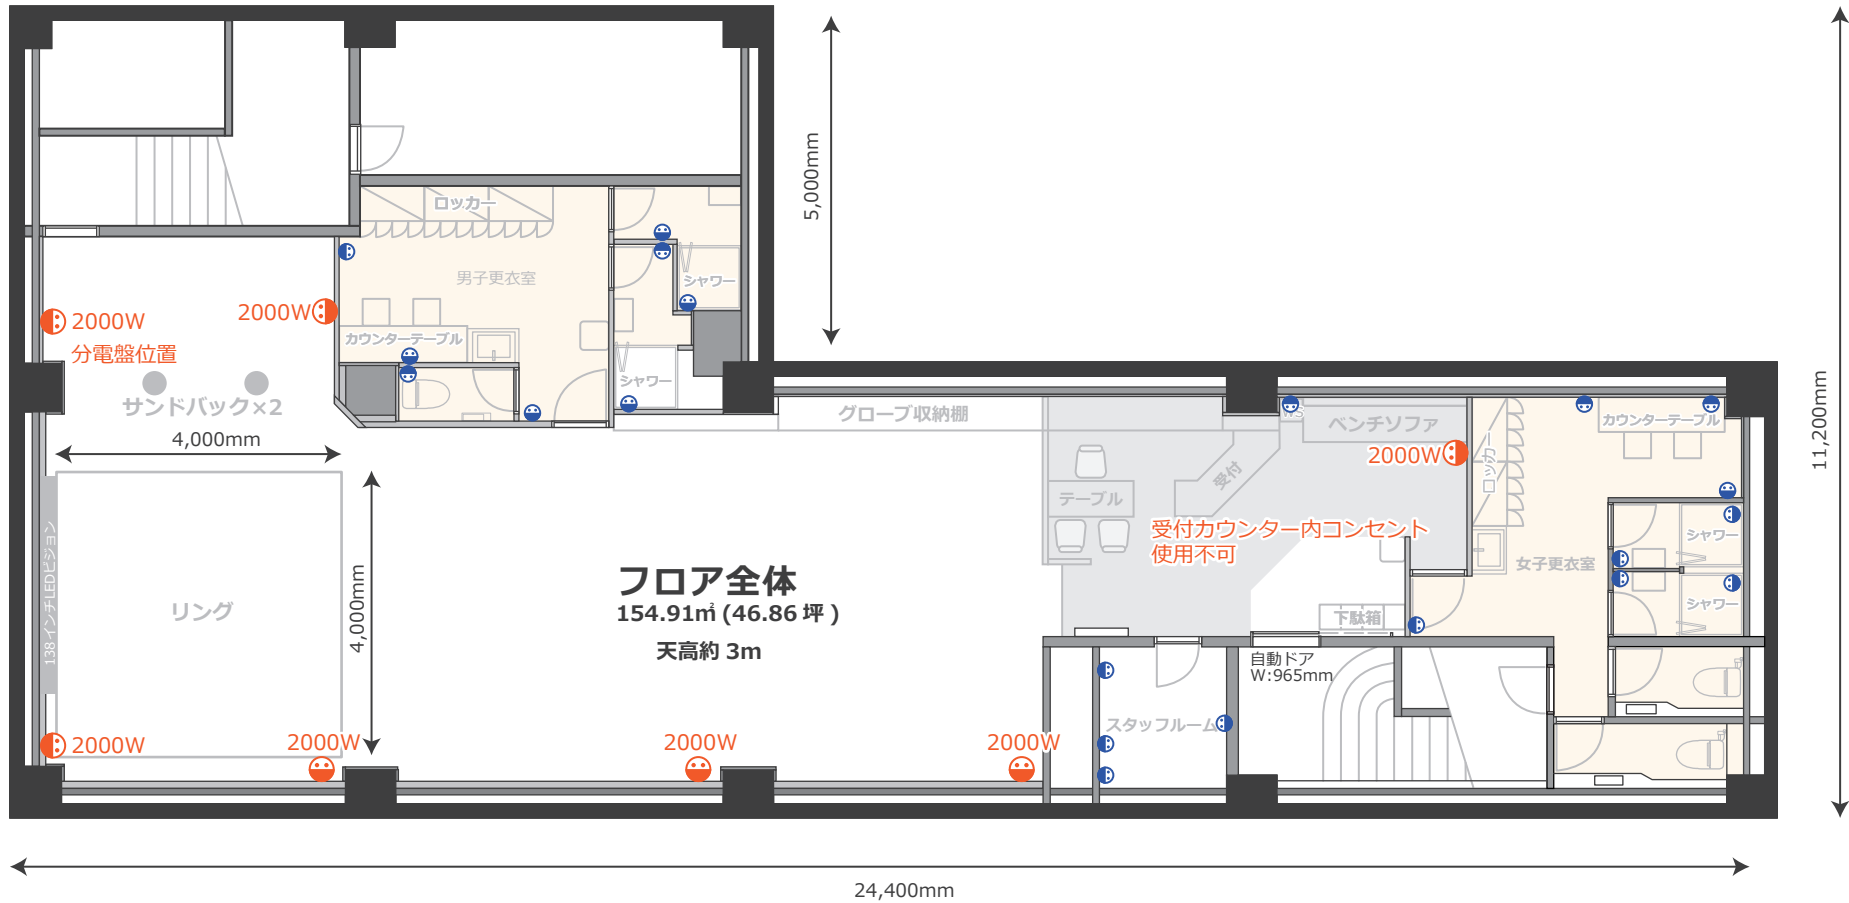 5,000mm
11,200mm
ロッカー
男子更衣室
シャワー
カウンターテーブル
シャワー
2000W
分電盤位置
2000W
サンドバック×2
4,000mm
グローブ収納棚
WS
ベンチソファ
2000W
受付
テーブル
受付カウンター内コンセント
使用不可
ロッカー
カウンターテーブル
シャワー
女子更衣室
シャワー
138インチLEDビジョン
リング
4,000mm
フロア全体
154.91㎡ (46.86 坪 )
天高約 3m
下駄箱
自動ドア
W:965mm
スタッフルーム
2000W
2000W
2000W
2000W
24,400mm